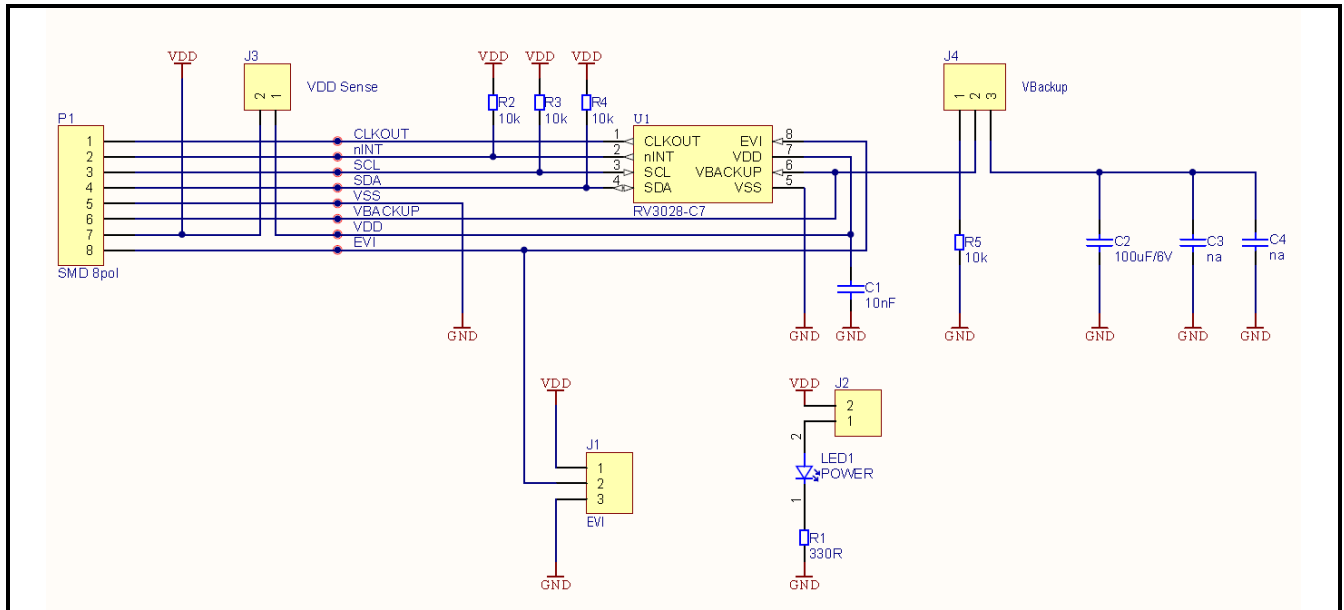 VDD
J3
2
1
VDD Sense
VDD
VDD
VDD
R2
10k
R3
10k
R4
10k
J4
1
2
3
VBackup
P1
1
2
3
4
5
6
7
8
SMD 8pol
CLKOUT
nINT
SCL
SDA
VSS
VBACKUP
VDD
EVI
U1
1
2
3
4
CLKOUT
nINT
SCL
SDA
EVI
VDD
VBACKUP
VSS
8
7
6
5
RV3028-C7
R5
10k
C2
100uF/6V
C3
na
C4
na
C1
10nF
GND
GND
GND
GND
GND
GND
GND
VDD
J1
1
2
3
EVI
GND
VDD
J2
2
1
2
LED1
POWER
1
R1
330R
GND